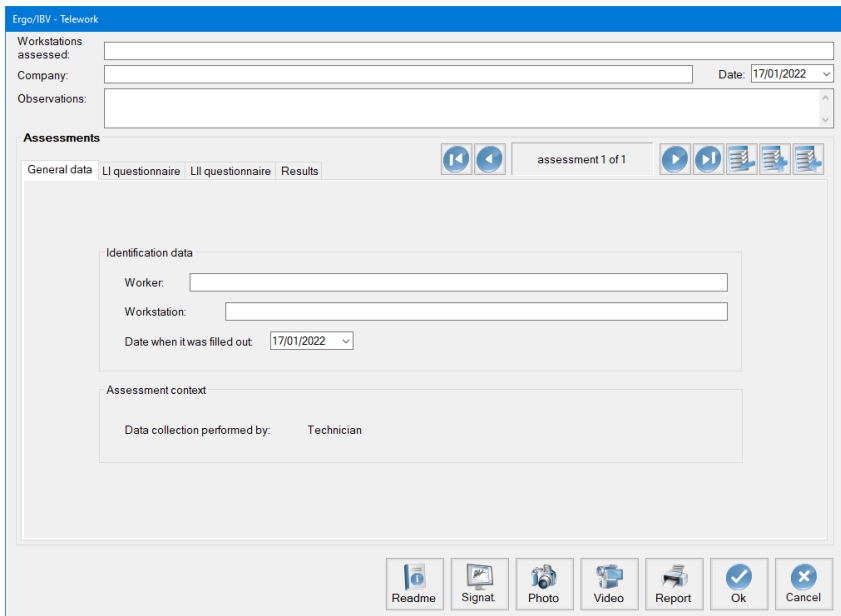 Ergo/IBV - Telework
Workstations
assessed:
Company:
Date: 17/01/2022
Observations:
Assessments
assessment 1 of 1
General data LI questionnaire LII questionnaire Results
Identification data
Worker:
Workstation:
Date when it was filled out: 17/01/2022
Assessment context
Data collection performed by: Technician
Readme Signat. Photo Video Report Ok Cancel